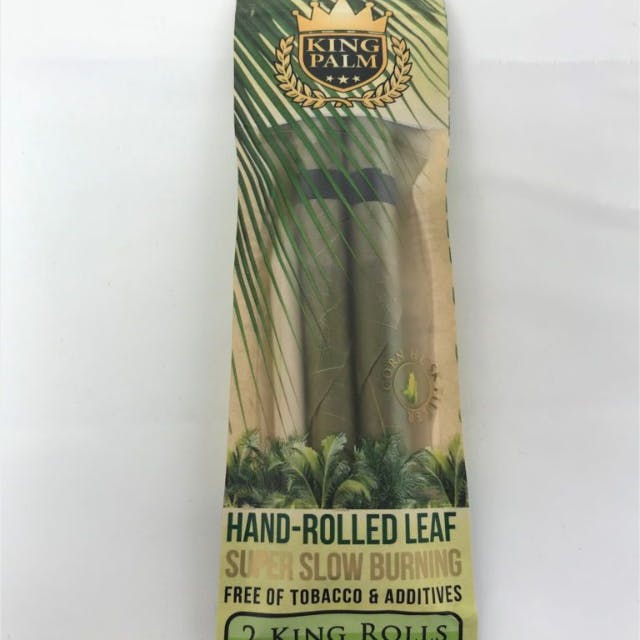 KING
PALM
HAND-ROLLED LEAF
SUPER SLOW BURNING
FREE OF TOBACCO & ADDITIVES
2 KING ROLLS